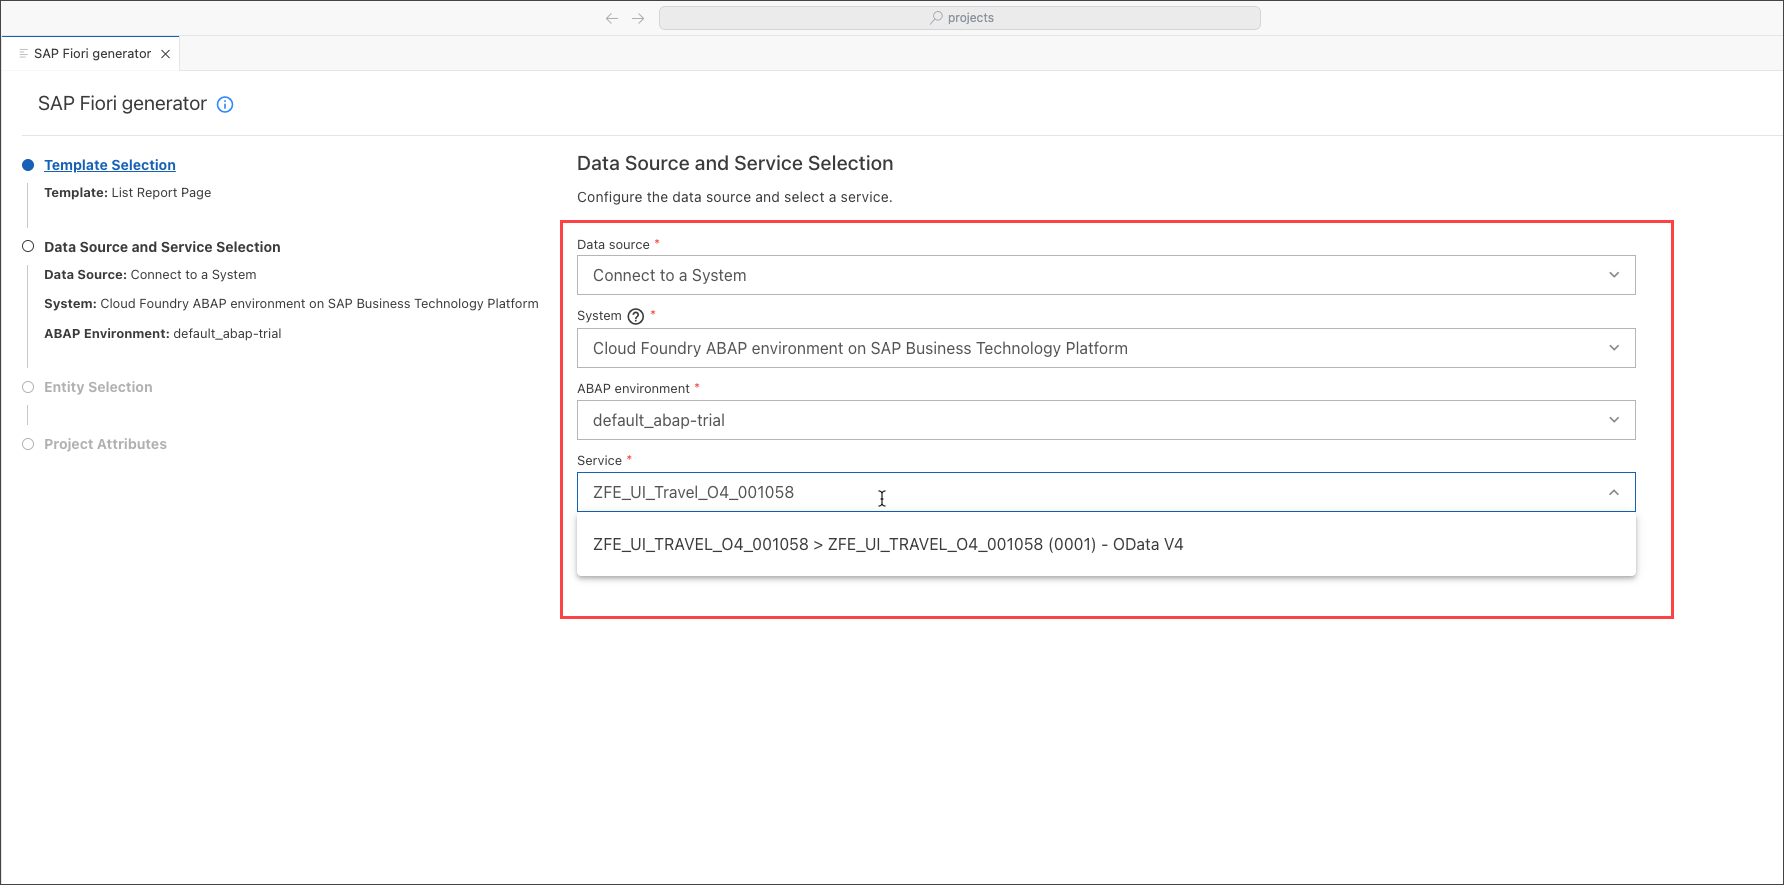 projects
SAP Fiori generator
SAP Fiori generator
Template Selection
Template: List Report Page
Data Source and Service Selection
Data Source: Connect to a System
System: Cloud Foundry ABAP environment on SAP Business Technology Platform
ABAP Environment: default_abap-trial
Entity Selection
Project Attributes
Data Source and Service Selection
Configure the data source and select a service.
Data source *
Connect to a System
System ? *
Cloud Foundry ABAP environment on SAP Business Technology Platform
ABAP environment *
default_abap-trial
Service *
ZFE_UI_Travel_O4_001058
ZFE_UI_TRAVEL_O4_001058 > ZFE_UI_TRAVEL_O4_001058 (0001) - OData V4